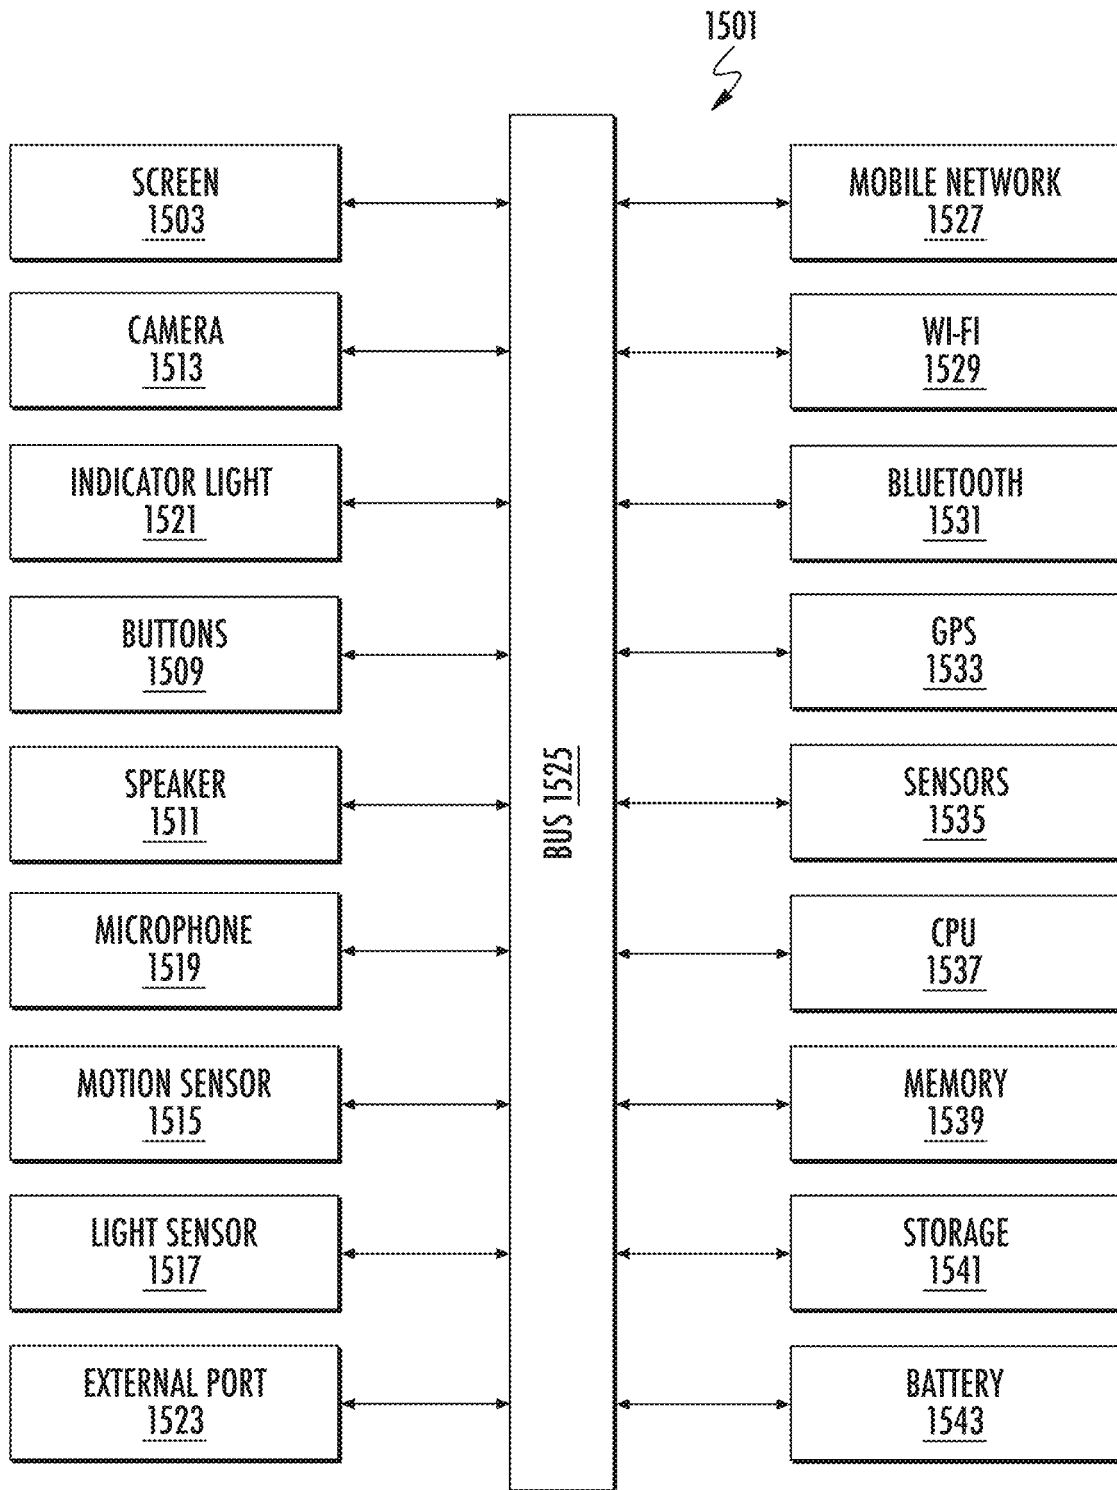 1501
SCREEN
1503
MOBILE NETWORK
1527
CAMERA
1513
WI-FI
1529
INDICATOR LIGHT
1521
BLUETOOTH
1531
BUTTONS
1509
GPS
1533
SPEAKER
1511
BUS 1525
SENSORS
1535
MICROPHONE
1519
CPU
1537
MOTION SENSOR
1515
MEMORY
1539
LIGHT SENSOR
1517
STORAGE
1541
EXTERNAL PORT
1523
BATTERY
1543